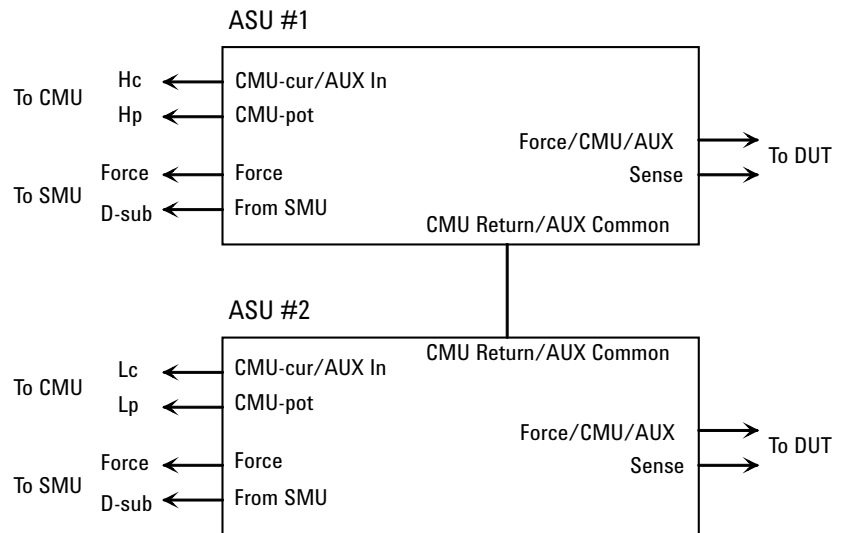 ASU #1
To CMU
Hc
CMU-cur/AUX In
Hp
CMU-pot
Force/CMU/AUX
To DUT
Sense
To SMU
Force
Force
D-sub
From SMU
CMU Return/AUX Common
ASU #2
CMU Return/AUX Common
To CMU
Lc
CMU-cur/AUX In
Lp
CMU-pot
Force/CMU/AUX
To DUT
Sense
To SMU
Force
Force
D-sub
From SMU